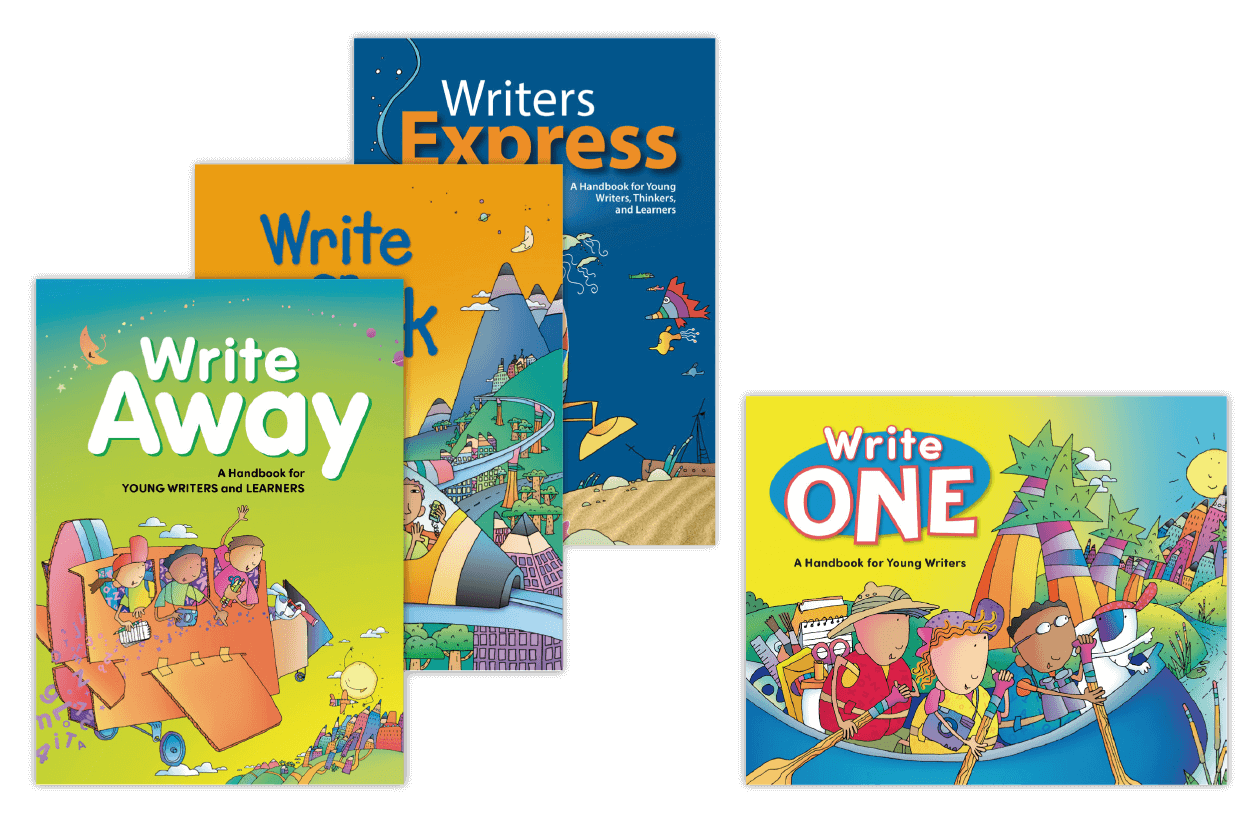 Writers
Express
A Handbook for Young
Writers, Thinkers,
and Learners
Write
Write
Away
A Handbook for
YOUNG WRITERS and LEARNERS
Write
ONE
A Handbook for Young Writers